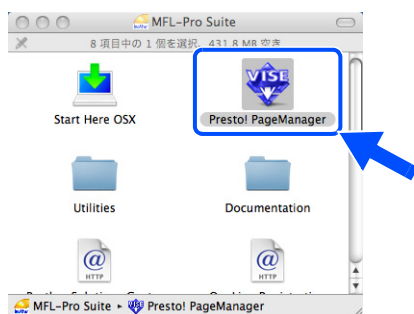 MFL-Pro Suite
8 項目中の 1 個を選択、431.8 MB 空き
VISE
Start Here OSX
Presto! PageManager
Utilities
Documentation
@
HTTP
@
HTTP
MFL-Pro Suite ▸ Presto! PageManager